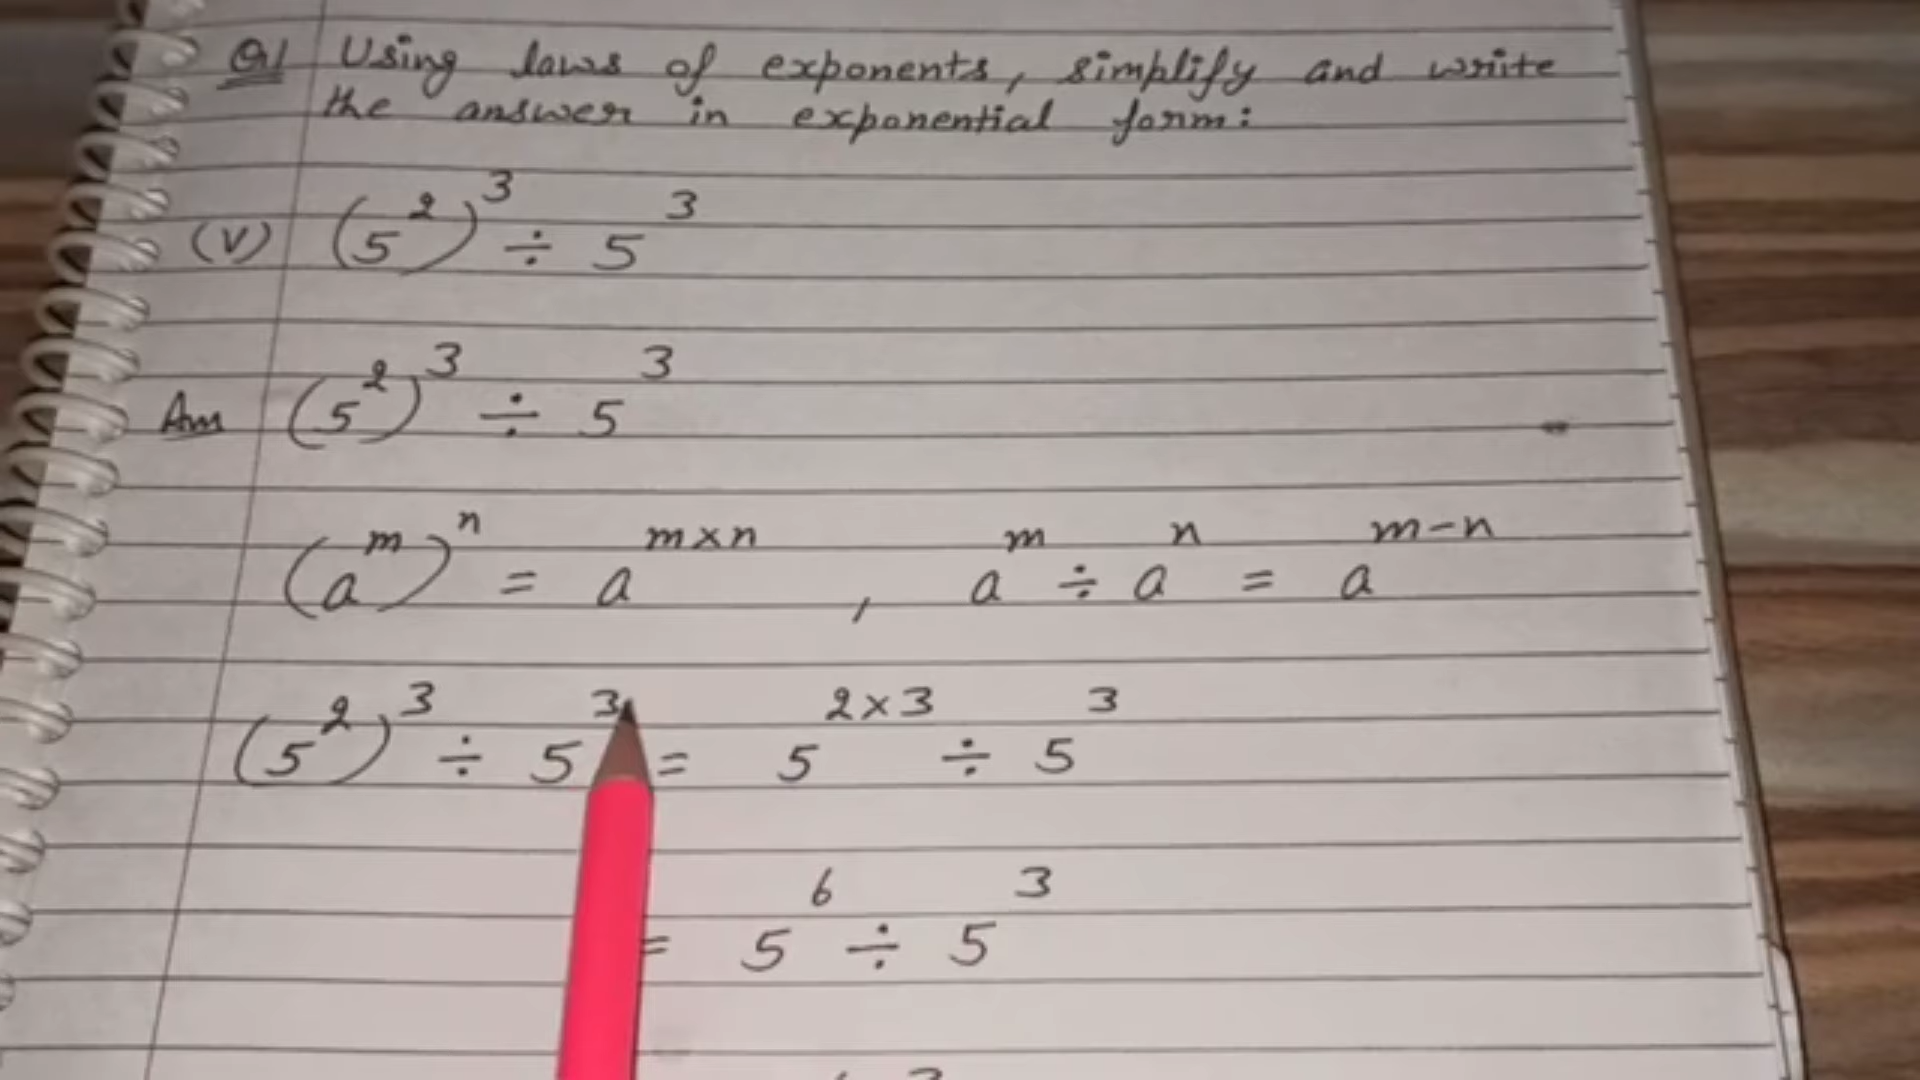 Q1 Using laws of exponents, simplify and write
the answer in exponential form:
(V) (5²)³ ÷ 5³
Ans (5²)³ ÷ 5³
(aᵐ)ⁿ = aᵐˣⁿ , aᵐ ÷ aⁿ = aᵐ⁻ⁿ
(5²)³ ÷ 5³ = 5²ˣ³ ÷ 5³
= 5⁶ ÷ 5³